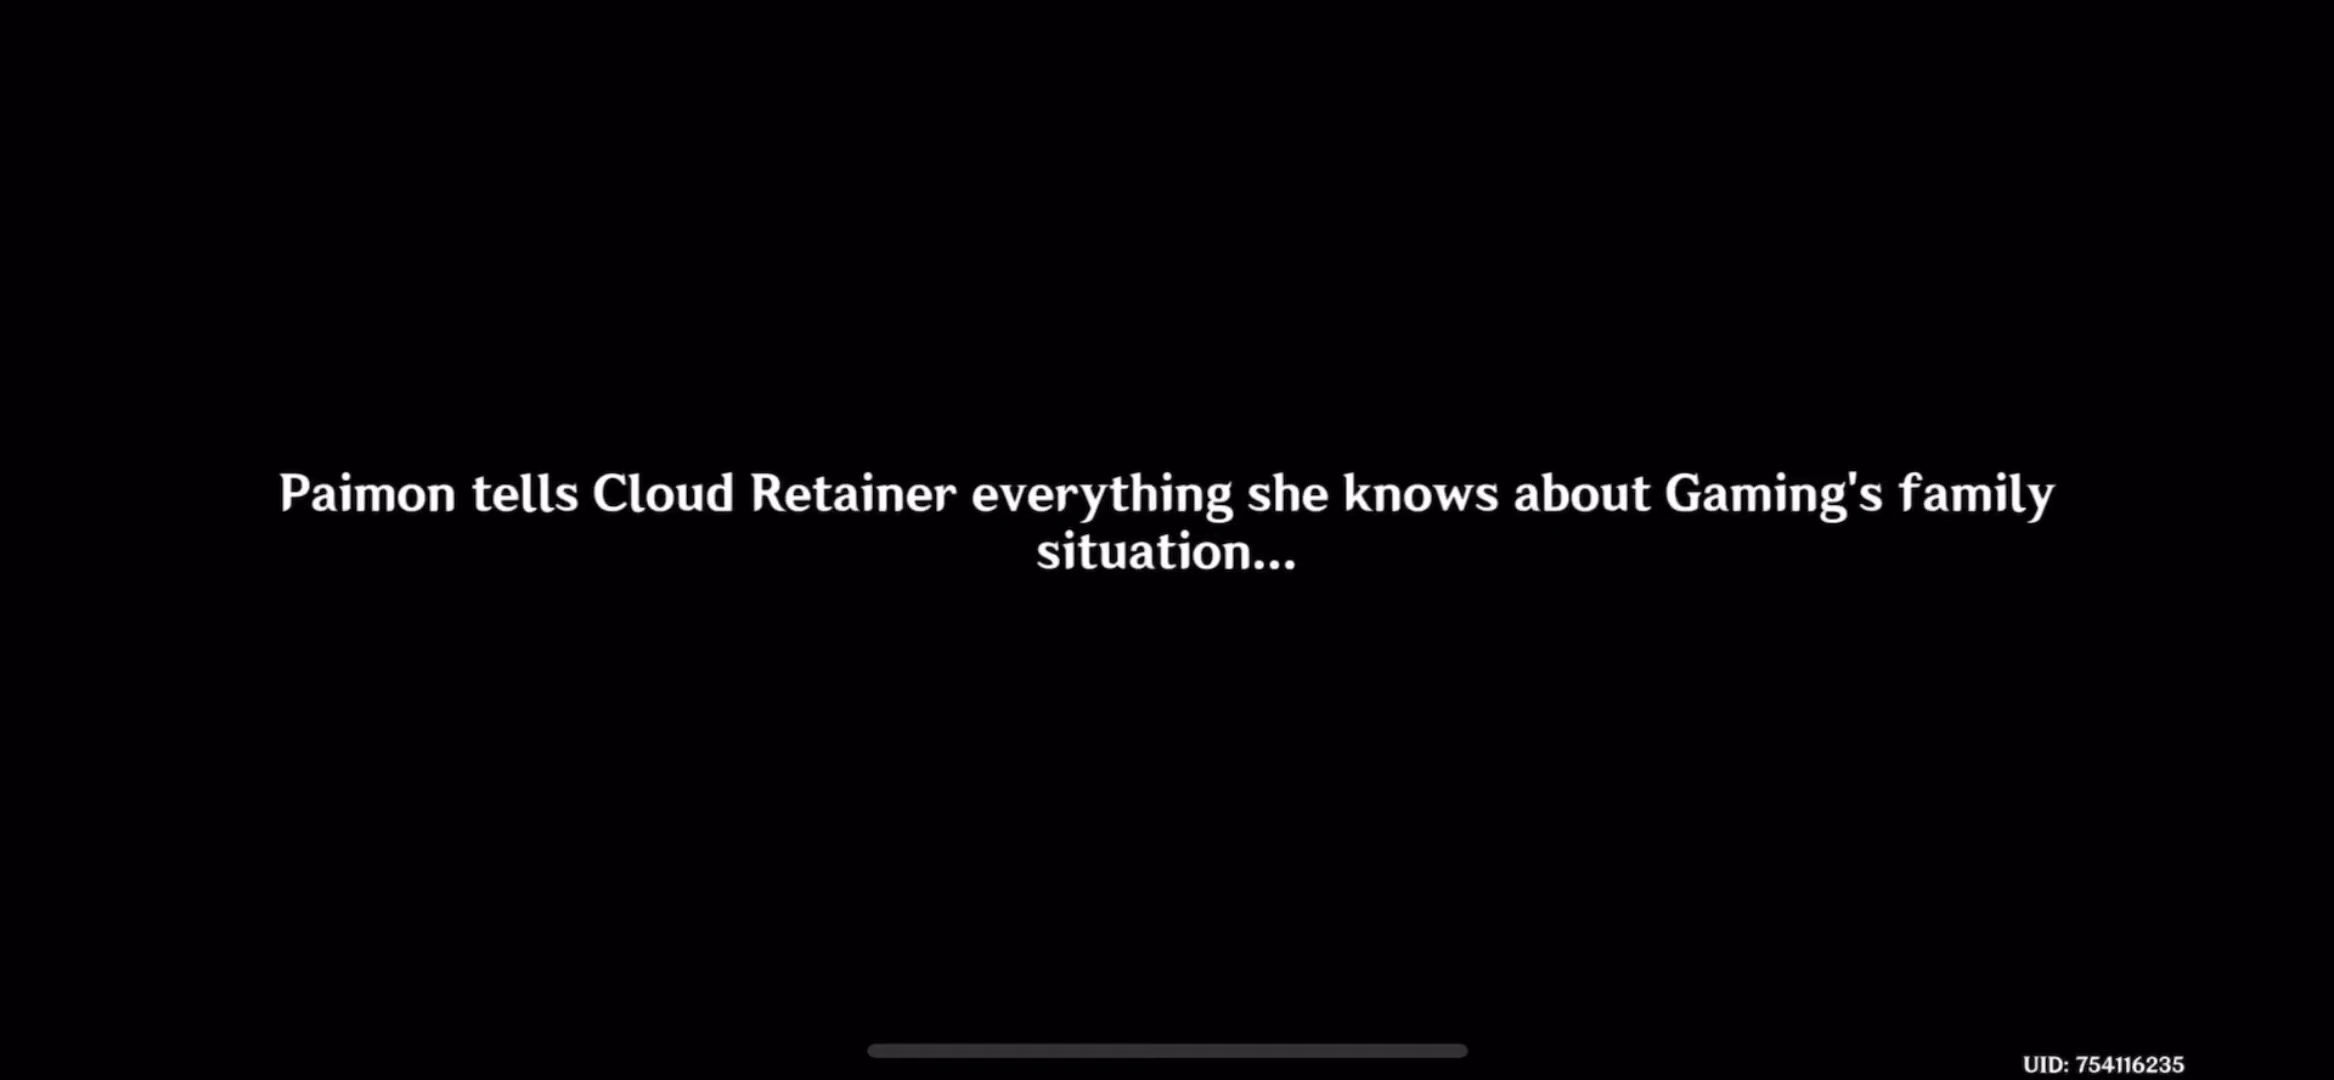 Paimon tells Cloud Retainer everything she knows about Gaming's family
situation...
UID: 754116235